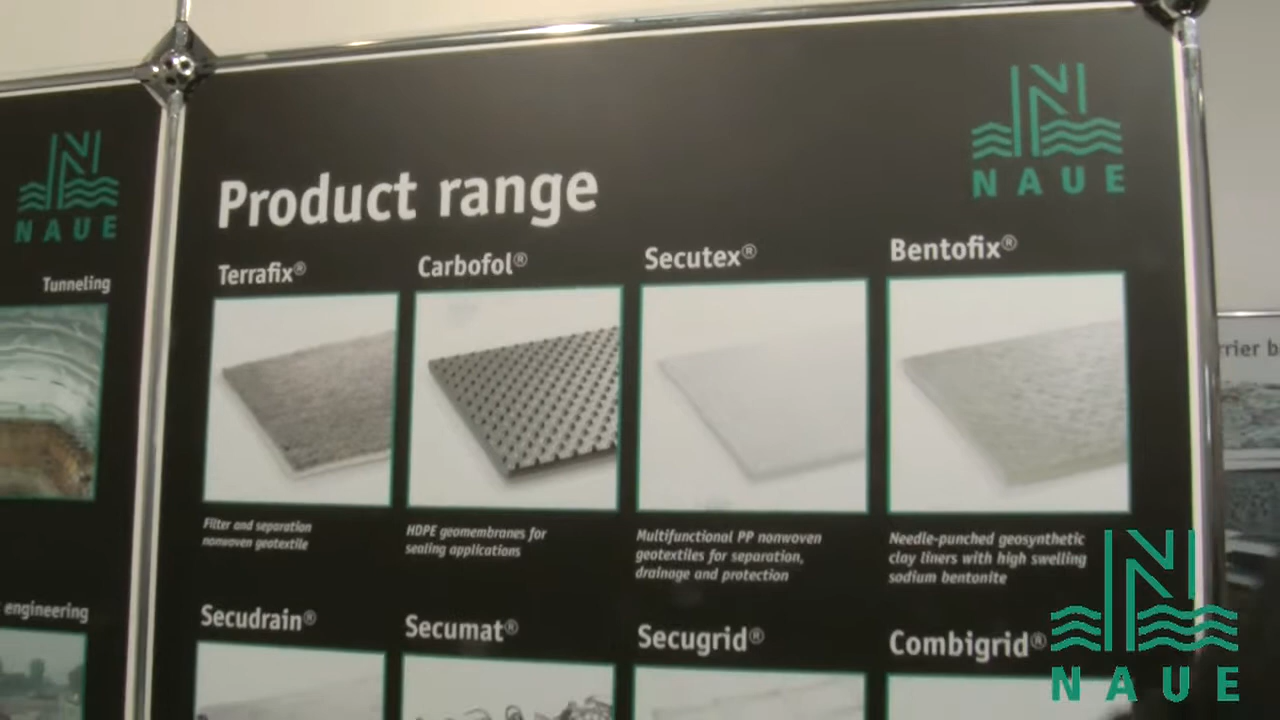 NAUE
NAUE
Product range
Tunneling
Terrafix®
Carbofol®
Secutex®
Bentofix®
rrier b
Filter and separation
nonwoven geotextile
HDPE geomembranes for
sealing applications
Multifunctional PP nonwoven
geotextiles for separation,
drainage and protection
Needle-punched geosynthetic
clay liners with high swelling
sodium bentonite
engineering
Secudrain®
Secumat®
Secugrid®
Combigrid®
NAUE